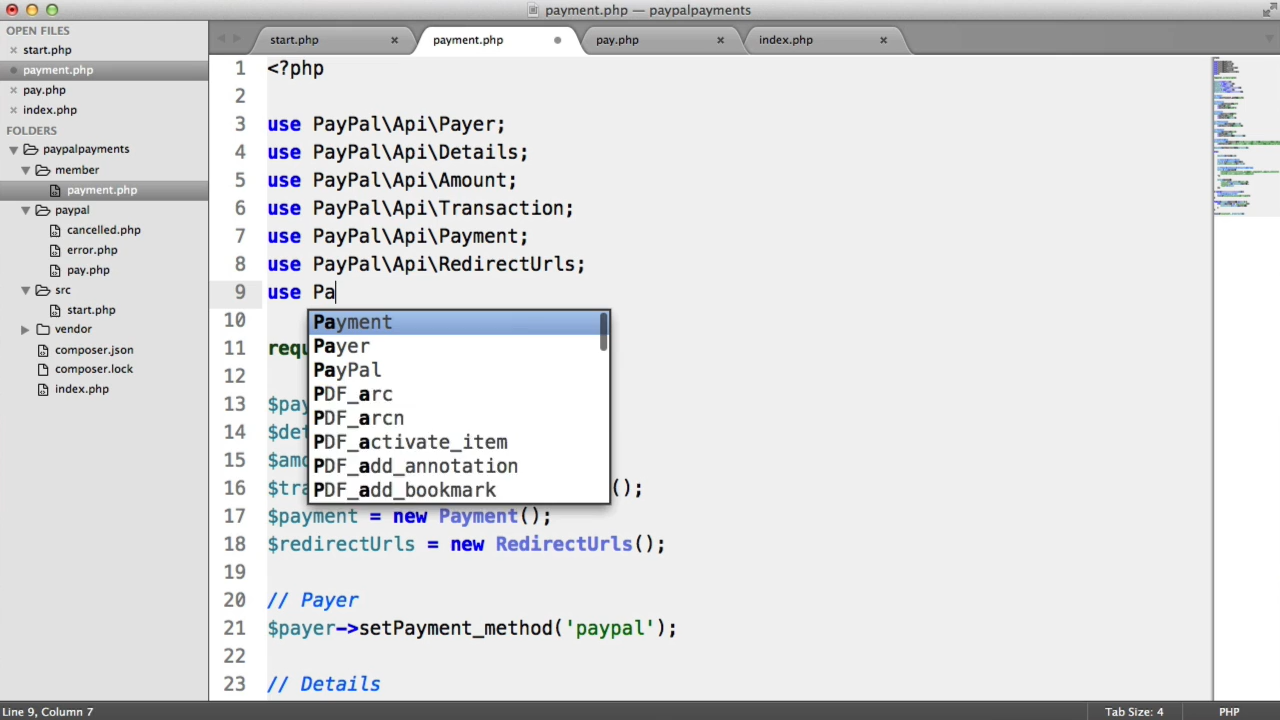 payment.php — paypalpayments
OPEN FILES
start.php
payment.php
pay.php
index.php
FOLDERS
paypalpayments
member
payment.php
paypal
cancelled.php
error.php
pay.php
src
start.php
vendor
composer.json
composer.lock
index.php
start.php
payment.php
pay.php
index.php
1 <?php
2
3 use PayPal\Api\Payer;
4 use PayPal\Api\Details;
5 use PayPal\Api\Amount;
6 use PayPal\Api\Transaction;
7 use PayPal\Api\Payment;
8 use PayPal\Api\RedirectUrls;
9 use Pa
10
11 requ
12
13 $pay
14 $det
15 $amo
16 $tra ();
17 $payment = new Payment();
18 $redirectUrls = new RedirectUrls();
19
20 // Payer
21 $payer->setPayment_method('paypal');
22
23 // Details
Payment
Payer
PayPal
PDF_arc
PDF_arcn
PDF_activate_item
PDF_add_annotation
PDF_add_bookmark
Line 9, Column 7
Tab Size: 4
PHP